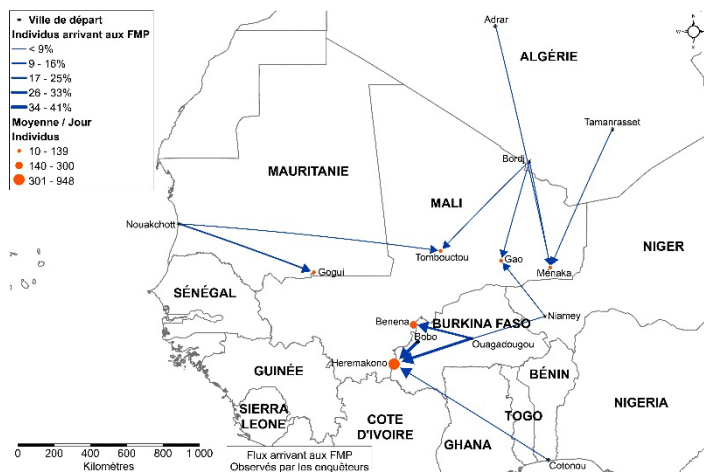 Ville de départ
Individus arrivant aux FMP
< 9%
9 - 16%
17 - 25%
26 - 33%
34 - 41%
Moyenne / Jour
Individus
10 - 139
140 - 300
301 - 948
Adrar
N
W
ALGÉRIE
Tamanrasset
Bordj
MAURITANIE
MALI
Nouakchott
NIGER
Tombouctou
Gao
Ménaka
Gogui
SÉNÉGAL
Niamey
Benena
BURKINA FASO
Bobo
Ouagadougou
Heremakono
GUINÉE
BÉNIN
NIGERIA
SIERRA
LEONE
COTE
D'IVOIRE
TOGO
GHANA
0 200 400 600 800 1 000
Kilomètres
Flux arrivant aux FMP
Observés par les enquêteurs
Cotonou